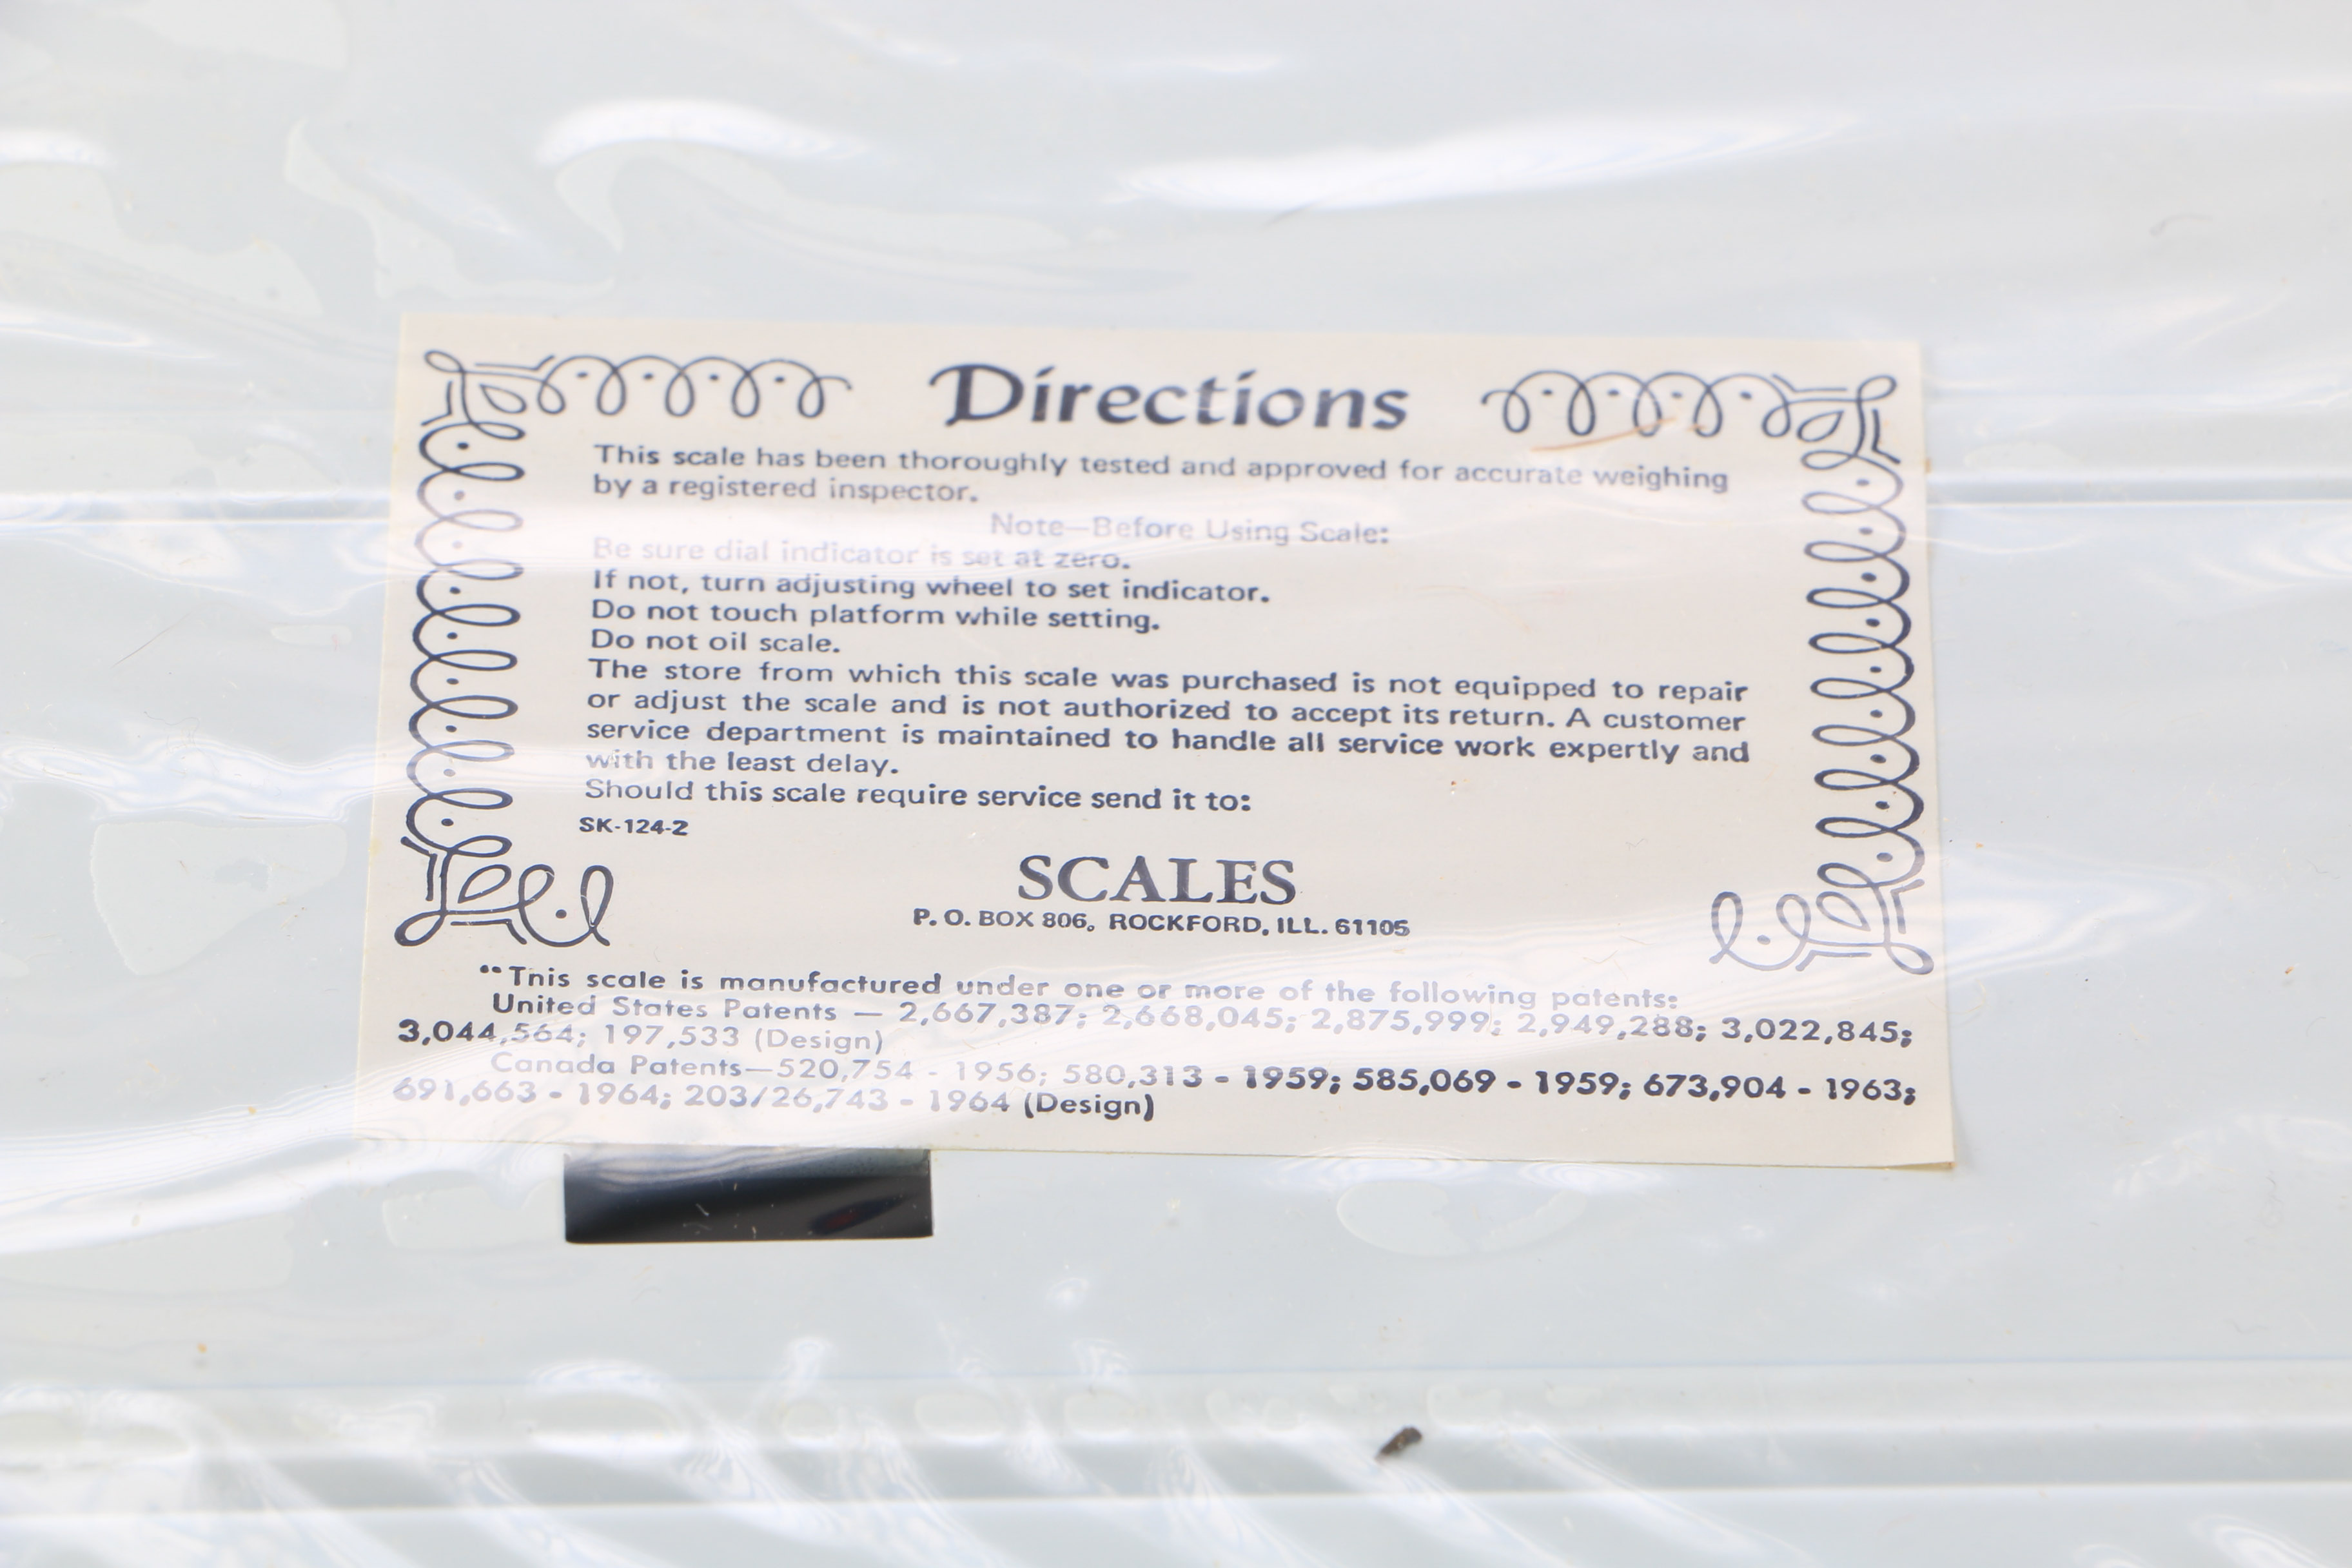 Directions
This scale has been thoroughly tested and approved for accurate weighing
by a registered inspector.
Note—Before Using Scale:
Be sure dial indicator is set at zero.
If not, turn adjusting wheel to set indicator.
Do not touch platform while setting.
Do not oil scale.
The store from which this scale was purchased is not equipped to repair
or adjust the scale and is not authorized to accept its return. A customer
service department is maintained to handle all service work expertly and
with the least delay.
Should this scale require service send it to:
SK-124-2
SCALES
P. O. BOX 806, ROCKFORD, ILL. 61105
"This scale is manufactured under one or more of the following patents:
United States Patents — 2,667,387; 2,668,045; 2,875,999; 2,949,288; 3,022,845;
3,044,564; 197,533 (Design)
Canada Patents—520,754 - 1956; 580,313 - 1959; 585,069 - 1959; 673,904 - 1963;
691,663 - 1964; 203/26,743 - 1964 (Design)